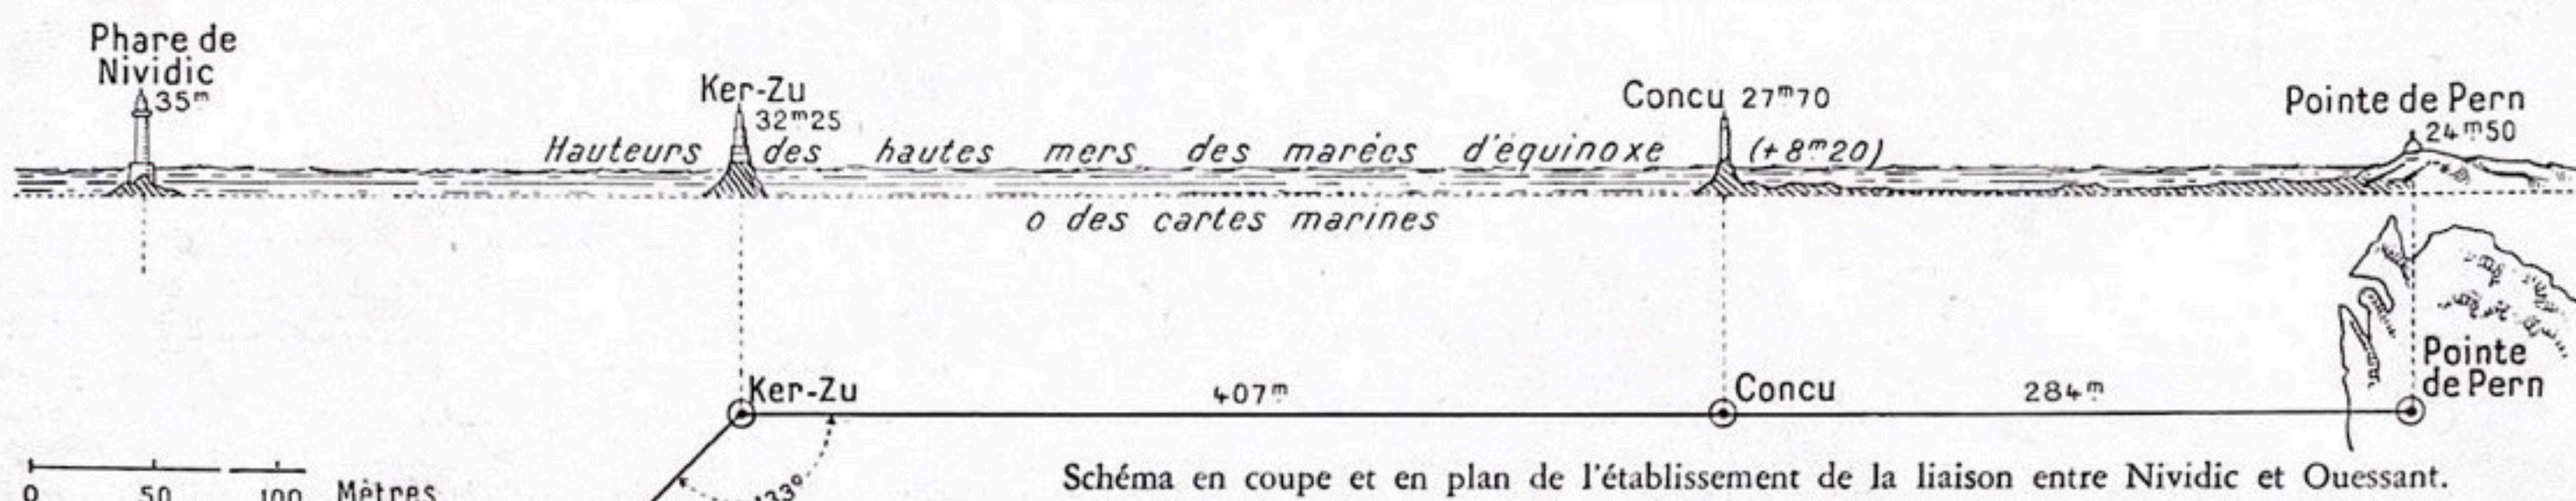 Phare de
Nividic
35m
Ker-Zu
32m25
Concu 27m70
Pointe de Pern
24m50
Hauteurs des hautes mers des marées d'équinoxe (+8m20)
o des cartes marines
Ker-Zu
407m
Concu
284m
Pointe
de Pern
0 50 100 Mètres
Schéma en coupe et en plan de l'établissement de la liaison entre Nividic et Ouessant.